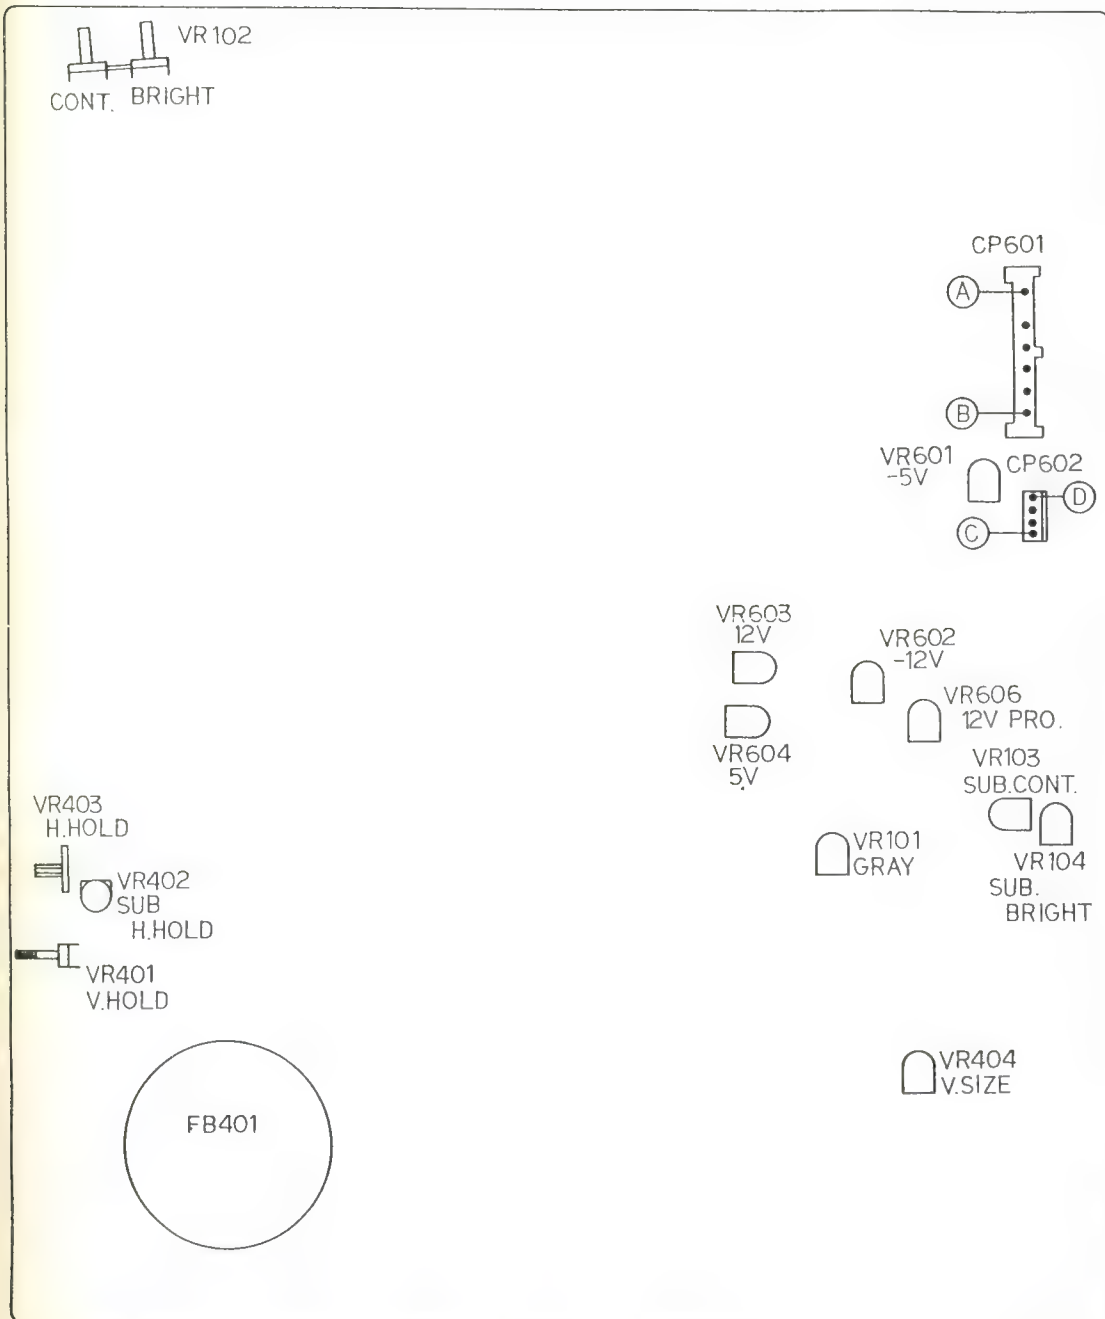 VR102
CONT. BRIGHT
CP601
A
B
VR601
-5V
CP602
D
C
VR603
12V
VR602
-12V
VR606
12V PRO.
VR604
5V
VR103
SUB.CONT.
VR403
H.HOLD
VR101
GRAY
VR104
SUB.
BRIGHT
VR402
SUB
H.HOLD
VR401
V.HOLD
VR404
V.SIZE
FB401